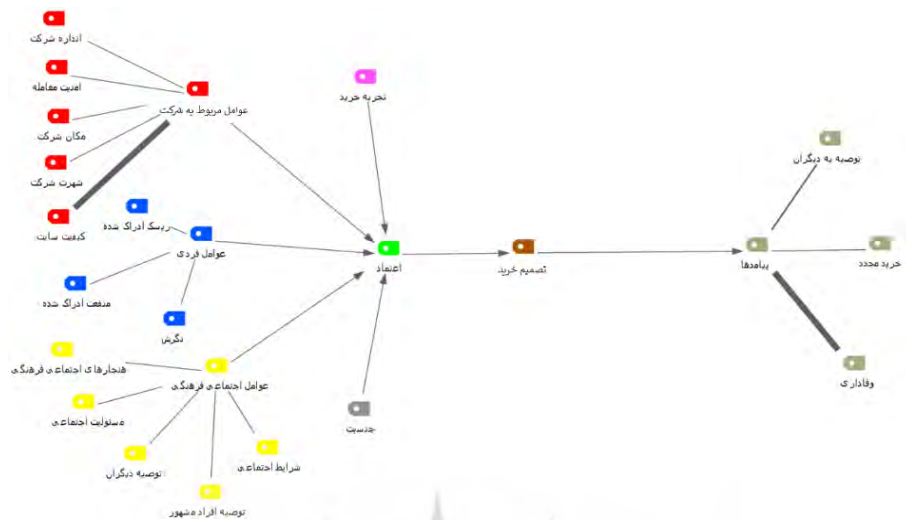 اندازه شرکت
امنیت معامله
عوامل مربوط به شرکت
تجربه خرید
مکان شرکت
شهرت شرکت
کیفیت سایت
ریسک ادراک شده
عوامل فردی
منفعت ادراک شده
نگرش
اعتماد
تصمیم خرید
پیامدها
توصیه به دیگران
خرید مجدد
وفاداری
هنجارهای اجتماعی فرهنگی
عوامل اجتماعی فرهنگی
مسئولیت اجتماعی
جنسیت
توصیه دیگران
شرایط اجتماعی
توصیه افراد مشهور